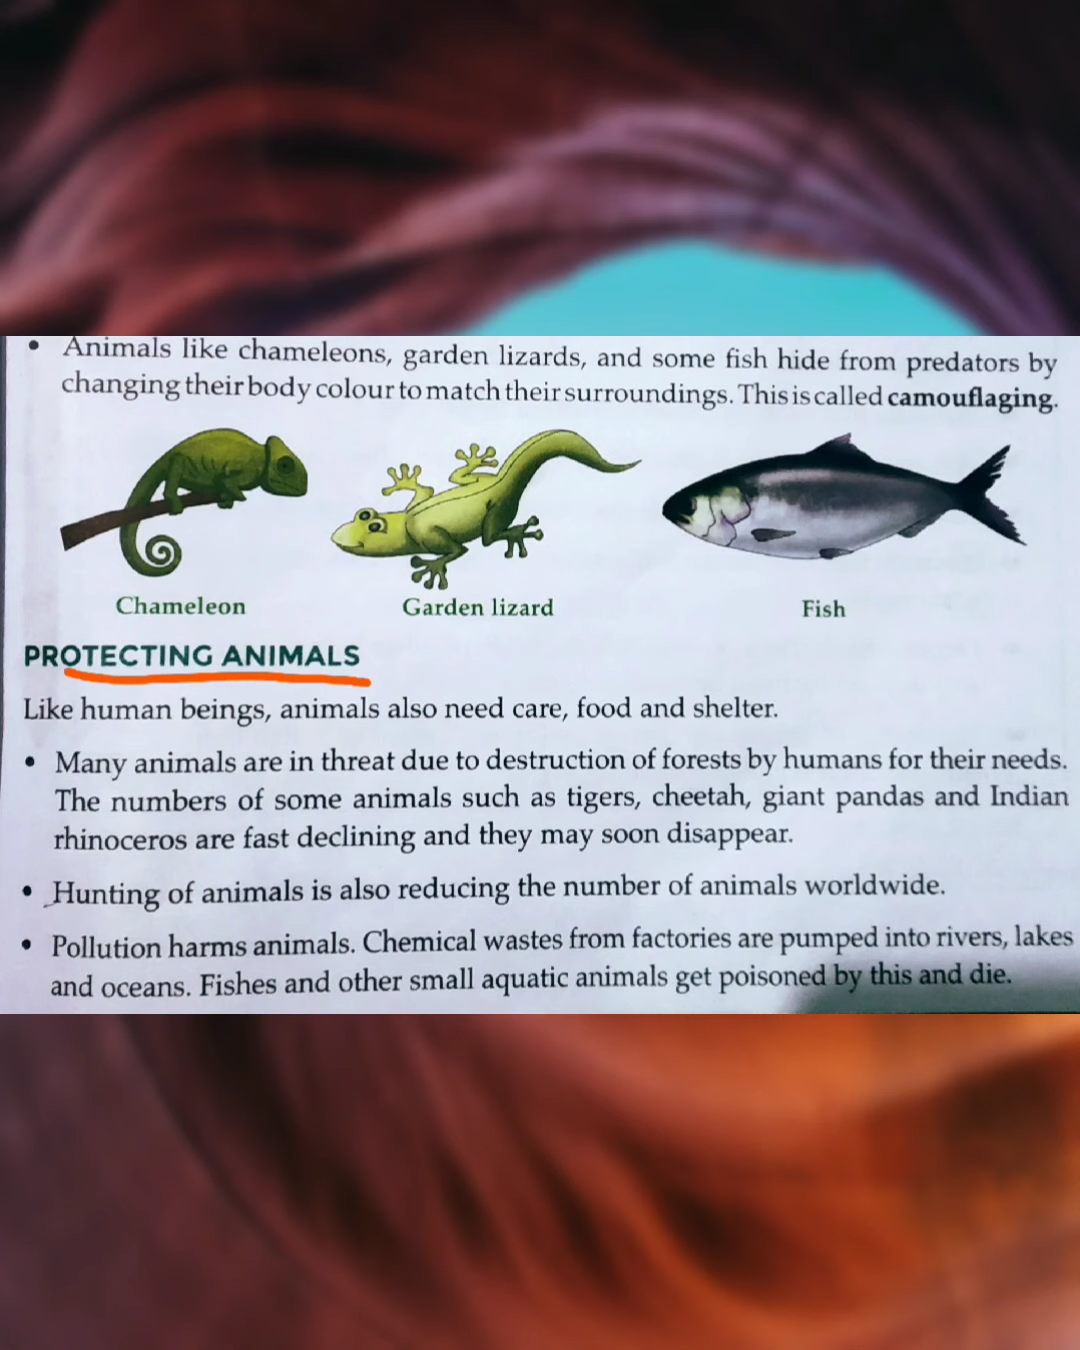 • Animals like chameleons, garden lizards, and some fish hide from predators by
changing their body colour to match their surroundings. This is called camouflaging.
Chameleon Garden lizard Fish
PROTECTING ANIMALS
Like human beings, animals also need care, food and shelter.
• Many animals are in threat due to destruction of forests by humans for their needs.
The numbers of some animals such as tigers, cheetah, giant pandas and Indian
rhinoceros are fast declining and they may soon disappear.
• Hunting of animals is also reducing the number of animals worldwide.
• Pollution harms animals. Chemical wastes from factories are pumped into rivers, lakes
and oceans. Fishes and other small aquatic animals get poisoned by this and die.